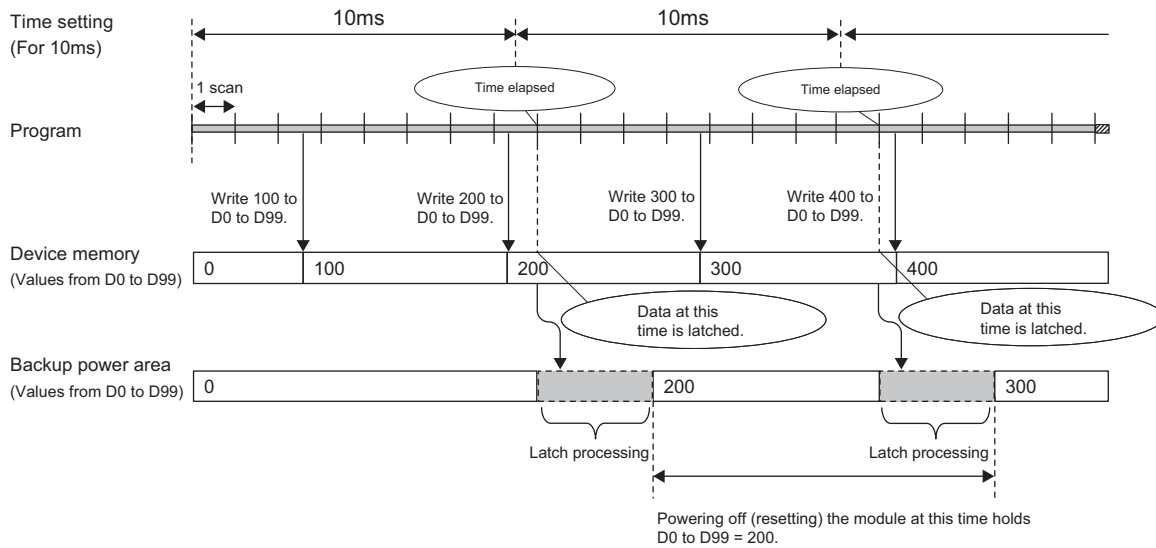 Time setting
(For 10ms)
10ms
10ms
1 scan
Time elapsed
Time elapsed
Program
Write 100 to
D0 to D99.
Write 200 to
D0 to D99.
Write 300 to
D0 to D99.
Write 400 to
D0 to D99.
Device memory
(Values from D0 to D99)
0
100
200
300
400
Data at this
time is latched.
Data at this
time is latched.
Backup power area
(Values from D0 to D99)
0
200
300
Latch processing
Latch processing
Powering off (resetting) the module at this time holds
D0 to D99 = 200.